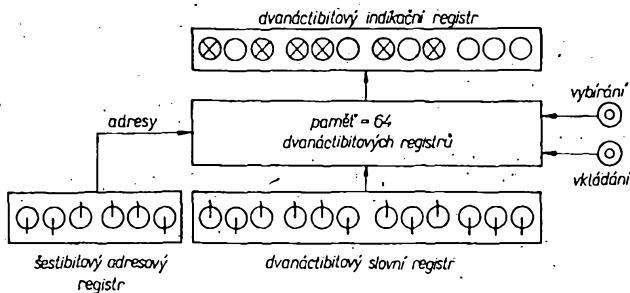 dvanáctibitový indikační registr
adresy
paměť = 64
dvanáctibitových registrů
vybírání
vkládání
šestibitový adresový
registr
dvanáctibitový slovní registr